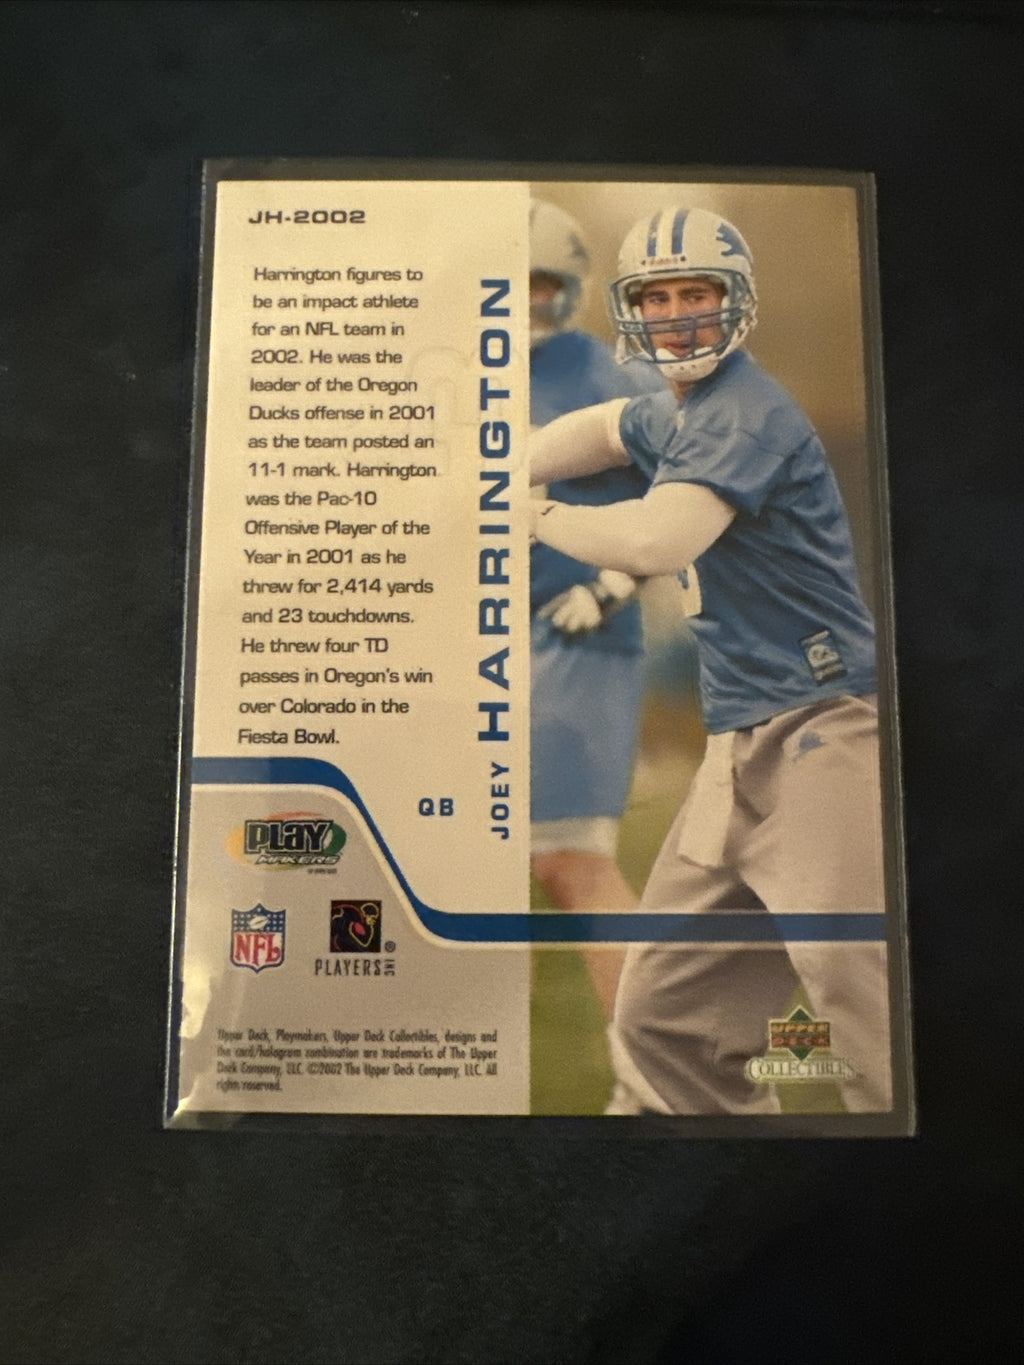 JH-2002
Harrington figures to
be an impact athlete
for an NFL team in
2002. He was the
leader of the Oregon
Ducks offense in 2001
as the team posted an
11-1 mark. Harrington
was the Pac-10
Offensive Player of the
Year in 2001 as he
threw for 2,414 yards
and 23 touchdowns.
He threw four TD
passes in Oregon's win
over Colorado in the
Fiesta Bowl.
QB
JOEY HARRINGTON
PLAY
MAKERS
NFL
PLAYERS INC
®
Upper Deck, Playmakers, Upper Deck Collectibles, designs and
the card/hologram combination are trademarks of The Upper
Deck Company, LLC. ©2002 The Upper Deck Company, LLC. All
rights reserved.
UPPER
DECK
COLLECTIBLES